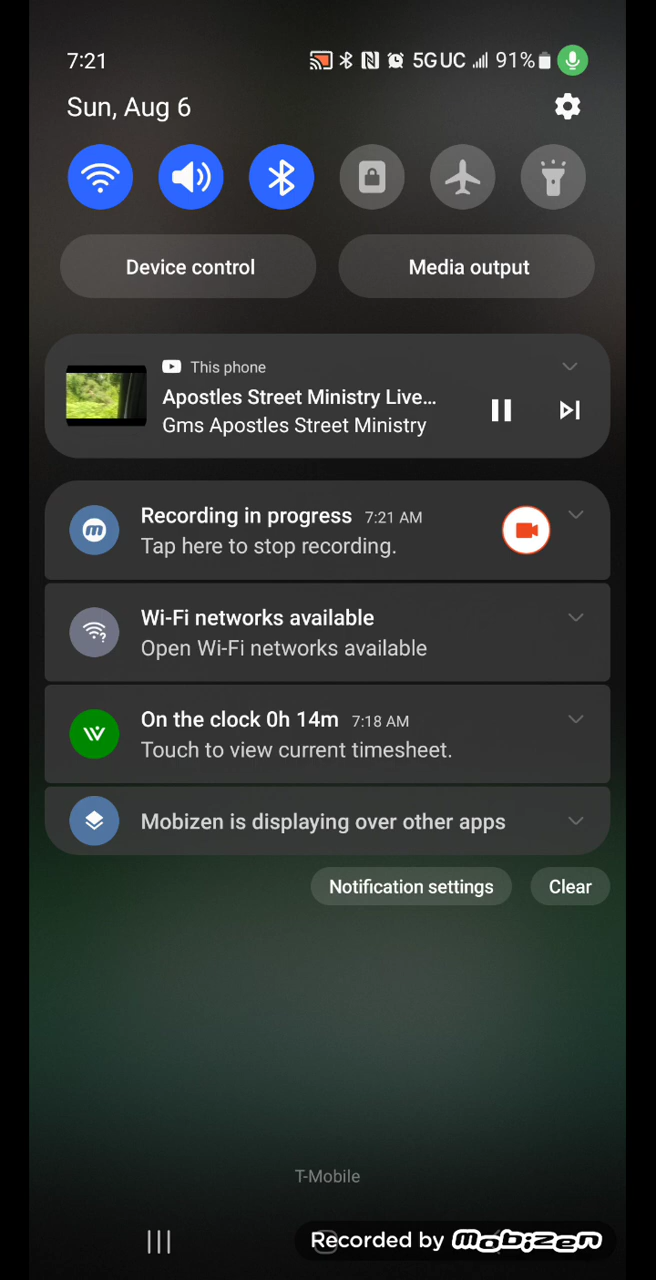 7:21
5G UC
91%
Sun, Aug 6
Device control
Media output
This phone
Apostles Street Ministry Live...
Gms Apostles Street Ministry
Recording in progress 7:21 AM
Tap here to stop recording.
Wi-Fi networks available
Open Wi-Fi networks available
On the clock 0h 14m 7:18 AM
Touch to view current timesheet.
Mobizen is displaying over other apps
Notification settings
Clear
T-Mobile
Recorded by mobizen